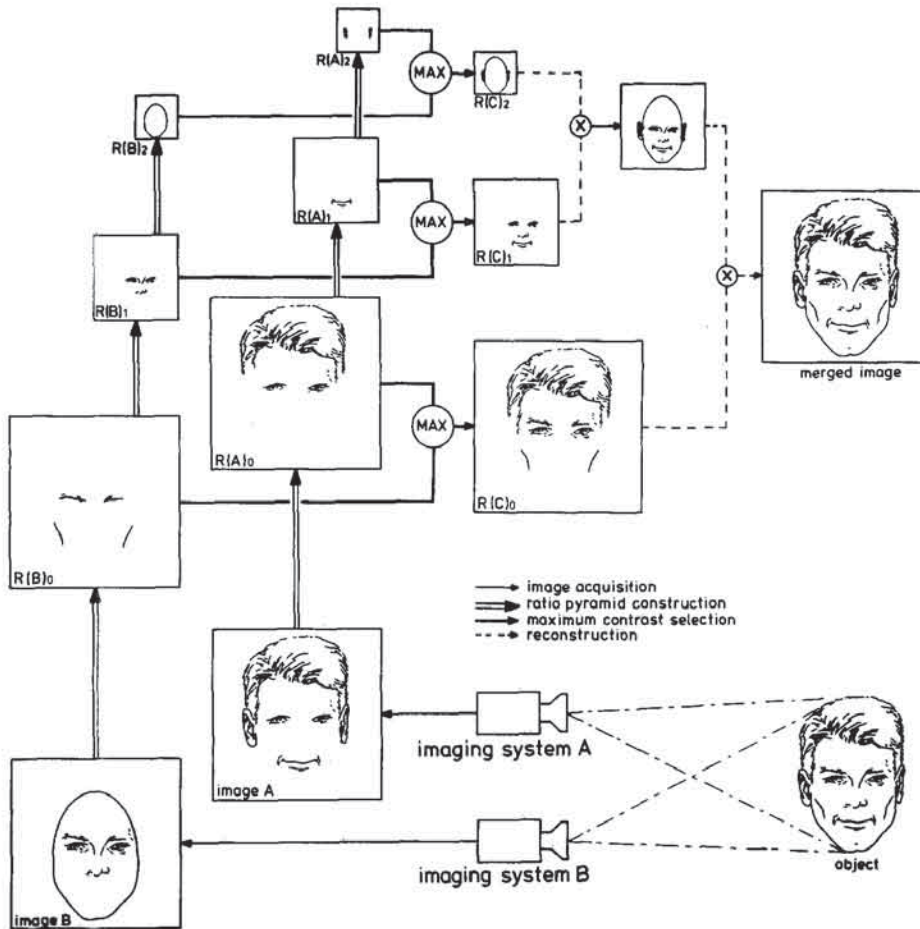 R(A)₂
MAX
R(C)₂
R(B)₂
X
R(A)₁
MAX
R(C)₁
R(B)₁
X
merged image
R(A)₀
MAX
R(C)₀
R(B)₀
image acquisition
ratio pyramid construction
maximum contrast selection
reconstruction
imaging system A
image A
imaging system B
object
image B